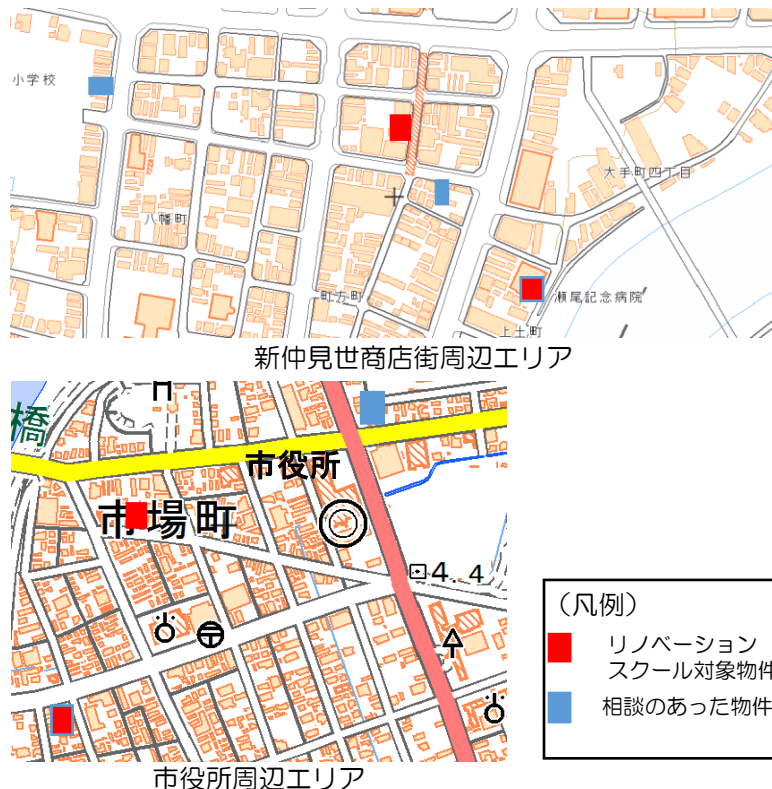 小学校
大手町四丁目
八幡町
町方町
瀬尾記念病院
上土町
新仲見世商店街周辺エリア
橋
市役所
市場町
4.4
市役所周辺エリア
(凡例)
リノベーション
スクール対象物件
相談のあった物件